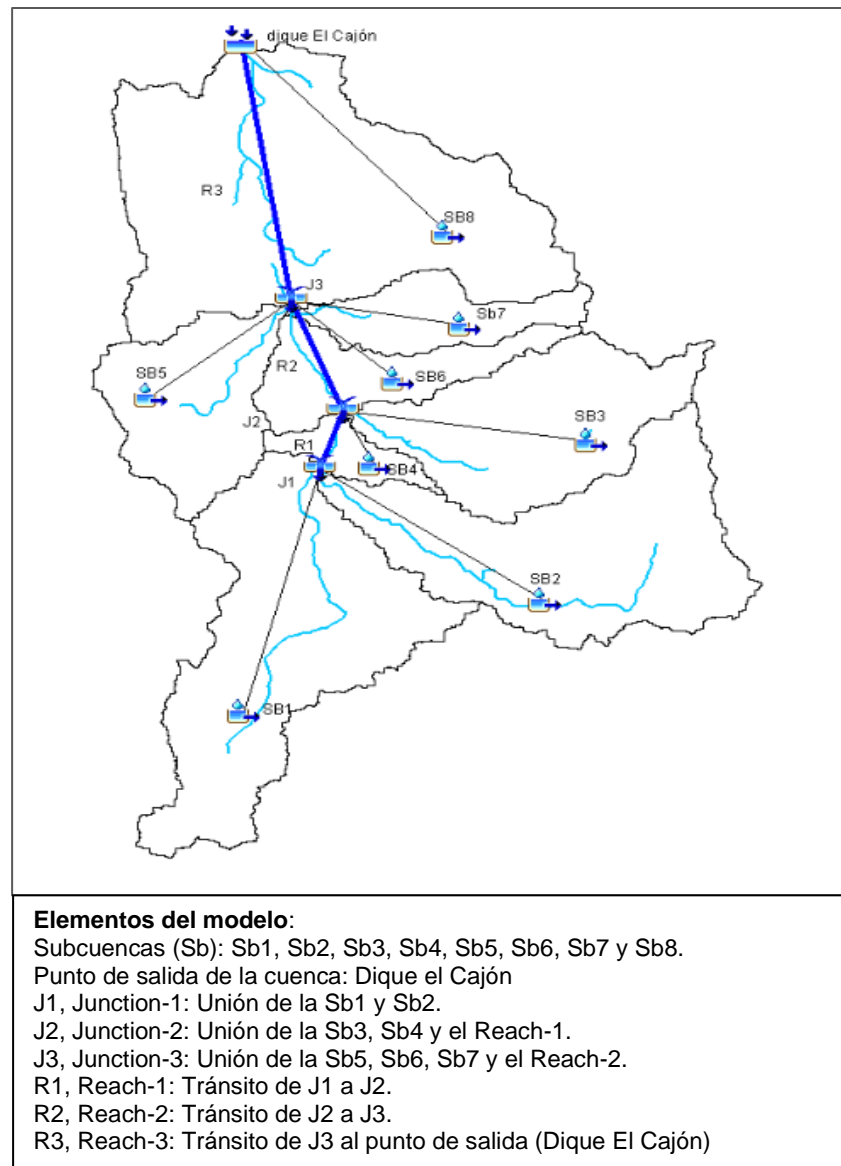 dique El Cajón
R3
SB8
J3
Sb7
R2
SB5
SB6
J2
SB3
R1
SB4
J1
SB2
SB1
Elementos del modelo:
Subcuencas (Sb): Sb1, Sb2, Sb3, Sb4, Sb5, Sb6, Sb7 y Sb8.
Punto de salida de la cuenca: Dique el Cajón
J1, Junction-1: Unión de la Sb1 y Sb2.
J2, Junction-2: Unión de la Sb3, Sb4 y el Reach-1.
J3, Junction-3: Unión de la Sb5, Sb6, Sb7 y el Reach-2.
R1, Reach-1: Tránsito de J1 a J2.
R2, Reach-2: Tránsito de J2 a J3.
R3, Reach-3: Tránsito de J3 al punto de salida (Dique El Cajón)